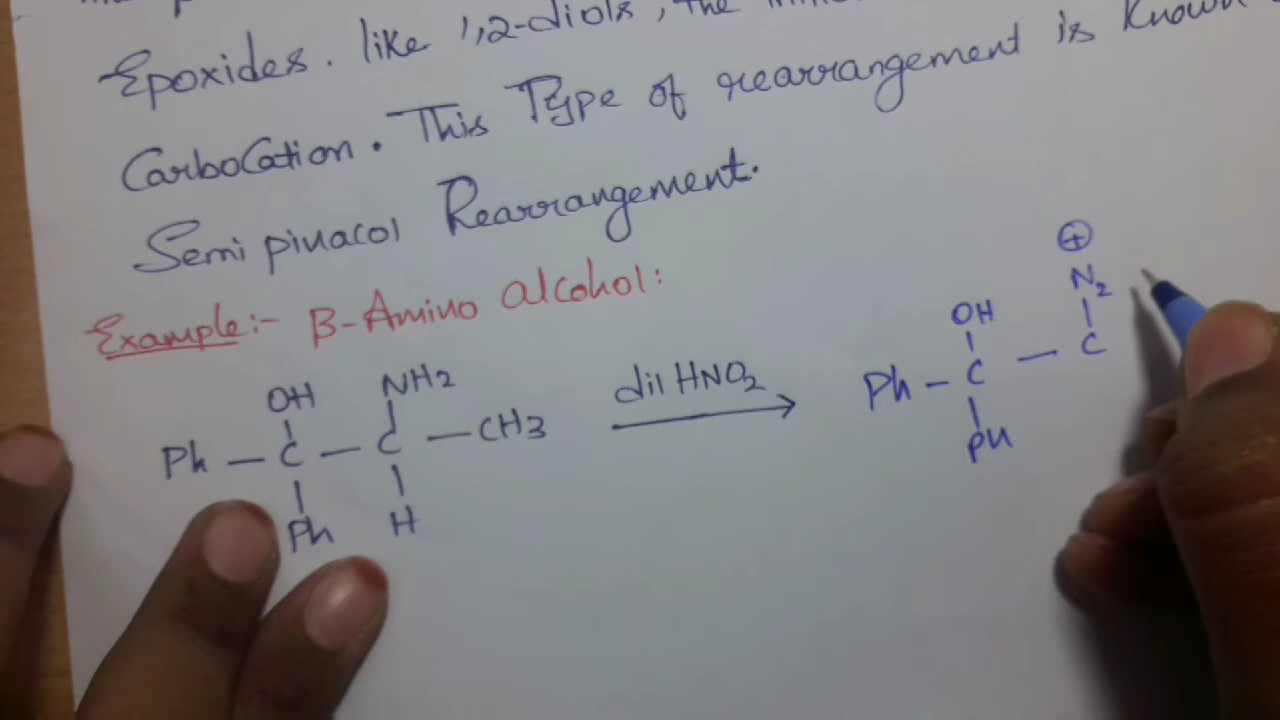 Epoxides. like 1,2-diols, the
Carbocation. This Type of rearrangement is known
Semi pinacol Rearrangement.
Example:- β-Amino alcohol:
OH NH2
Ph - C - C - CH3
Ph H
dil HNO2
⊕
N2
OH
Ph - C - C
Ph